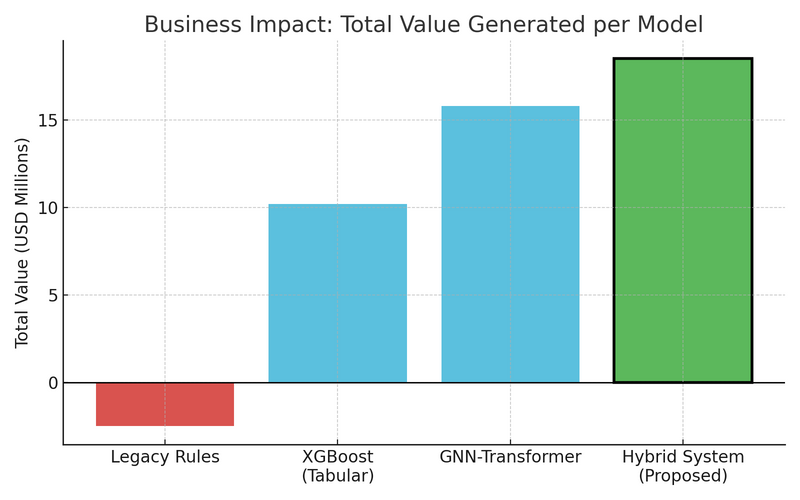 Business Impact: Total Value Generated per Model
Total Value (USD Millions)
15
10
5
0
Legacy Rules
XGBoost
(Tabular)
GNN-Transformer
Hybrid System
(Proposed)